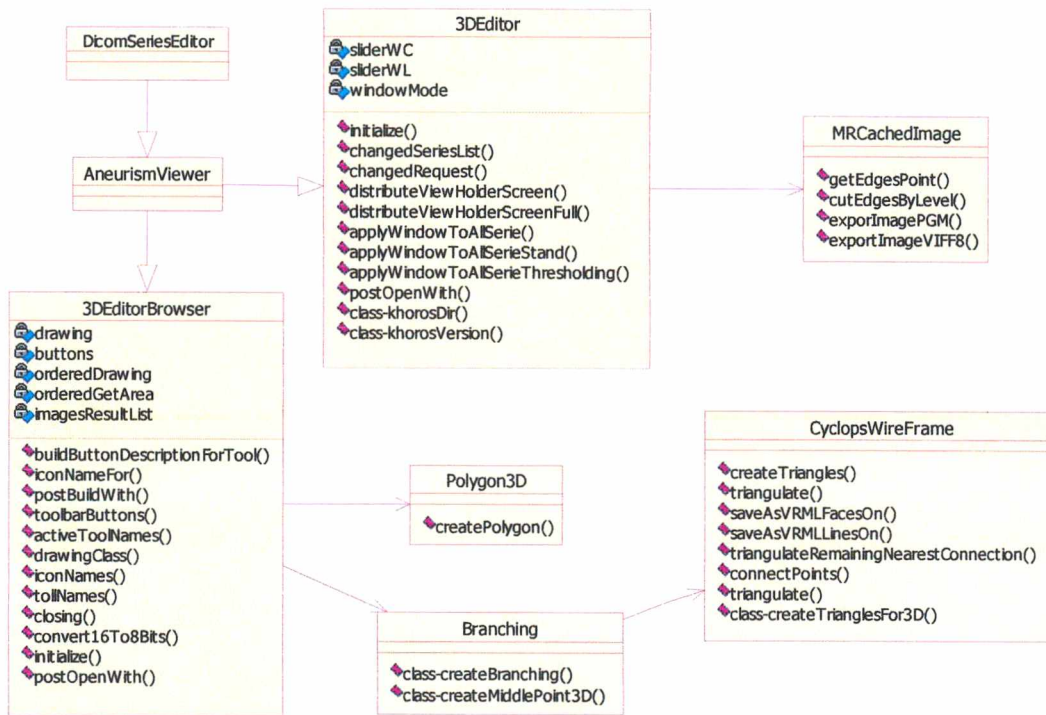 DicomSeriesEditor
AneurismViewer
3DEditor
sliderWC
sliderWL
windowMode
initialize()
changedSeriesList()
changedRequest()
distributeViewHolderScreen()
distributeViewHolderScreenFull()
applyWindowToAllSerie()
applyWindowToAllSerieStand()
applyWindowToAllSerieThresholding()
postOpenWith()
class-khorosDir()
class-khorosVersion()
MRCachedImage
getEdgesPoint()
cutEdgesByLevel()
exporImagePGM()
exportImageVIFF8()
3DEditorBrowser
drawing
buttons
orderedDrawing
orderedGetArea
imagesResultList
buildButtonDescriptionForTool()
iconNameFor()
postBuildWith()
toolbarButtons()
activeToolNames()
drawingClass()
iconNames()
tollNames()
closing()
convert16To8Bits()
initialize()
postOpenWith()
Polygon3D
createPolygon()
Branching
class-createBranching()
class-createMiddlePoint3D()
CyclopsWireFrame
createTriangles()
triangulate()
saveAsVRMLFacesOn()
saveAsVRMLLinesOn()
triangulateRemainingNearestConnection()
connectPoints()
triangulate()
class-createTrianglesFor3D()